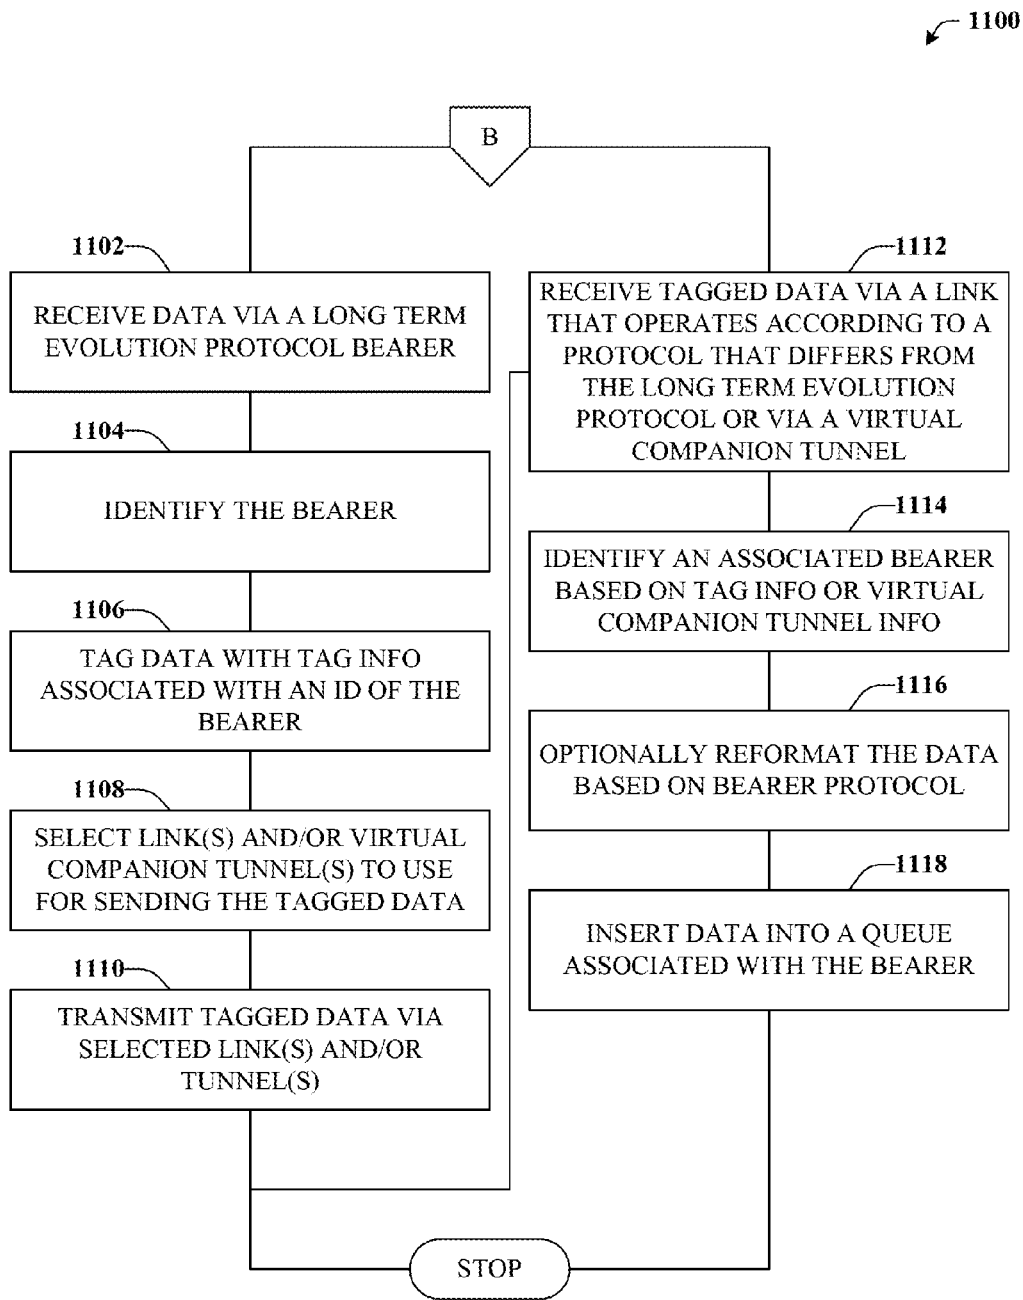 1100
B
1102
RECEIVE DATA VIA A LONG TERM
EVOLUTION PROTOCOL BEARER
1104
IDENTIFY THE BEARER
1106
TAG DATA WITH TAG INFO
ASSOCIATED WITH AN ID OF THE
BEARER
1108
SELECT LINK(S) AND/OR VIRTUAL
COMPANION TUNNEL(S) TO USE
FOR SENDING THE TAGGED DATA
1110
TRANSMIT TAGGED DATA VIA
SELECTED LINK(S) AND/OR
TUNNEL(S)
1112
RECEIVE TAGGED DATA VIA A LINK
THAT OPERATES ACCORDING TO A
PROTOCOL THAT DIFFERS FROM
THE LONG TERM EVOLUTION
PROTOCOL OR VIA A VIRTUAL
COMPANION TUNNEL
1114
IDENTIFY AN ASSOCIATED BEARER
BASED ON TAG INFO OR VIRTUAL
COMPANION TUNNEL INFO
1116
OPTIONALLY REFORMAT THE DATA
BASED ON BEARER PROTOCOL
1118
INSERT DATA INTO A QUEUE
ASSOCIATED WITH THE BEARER
STOP